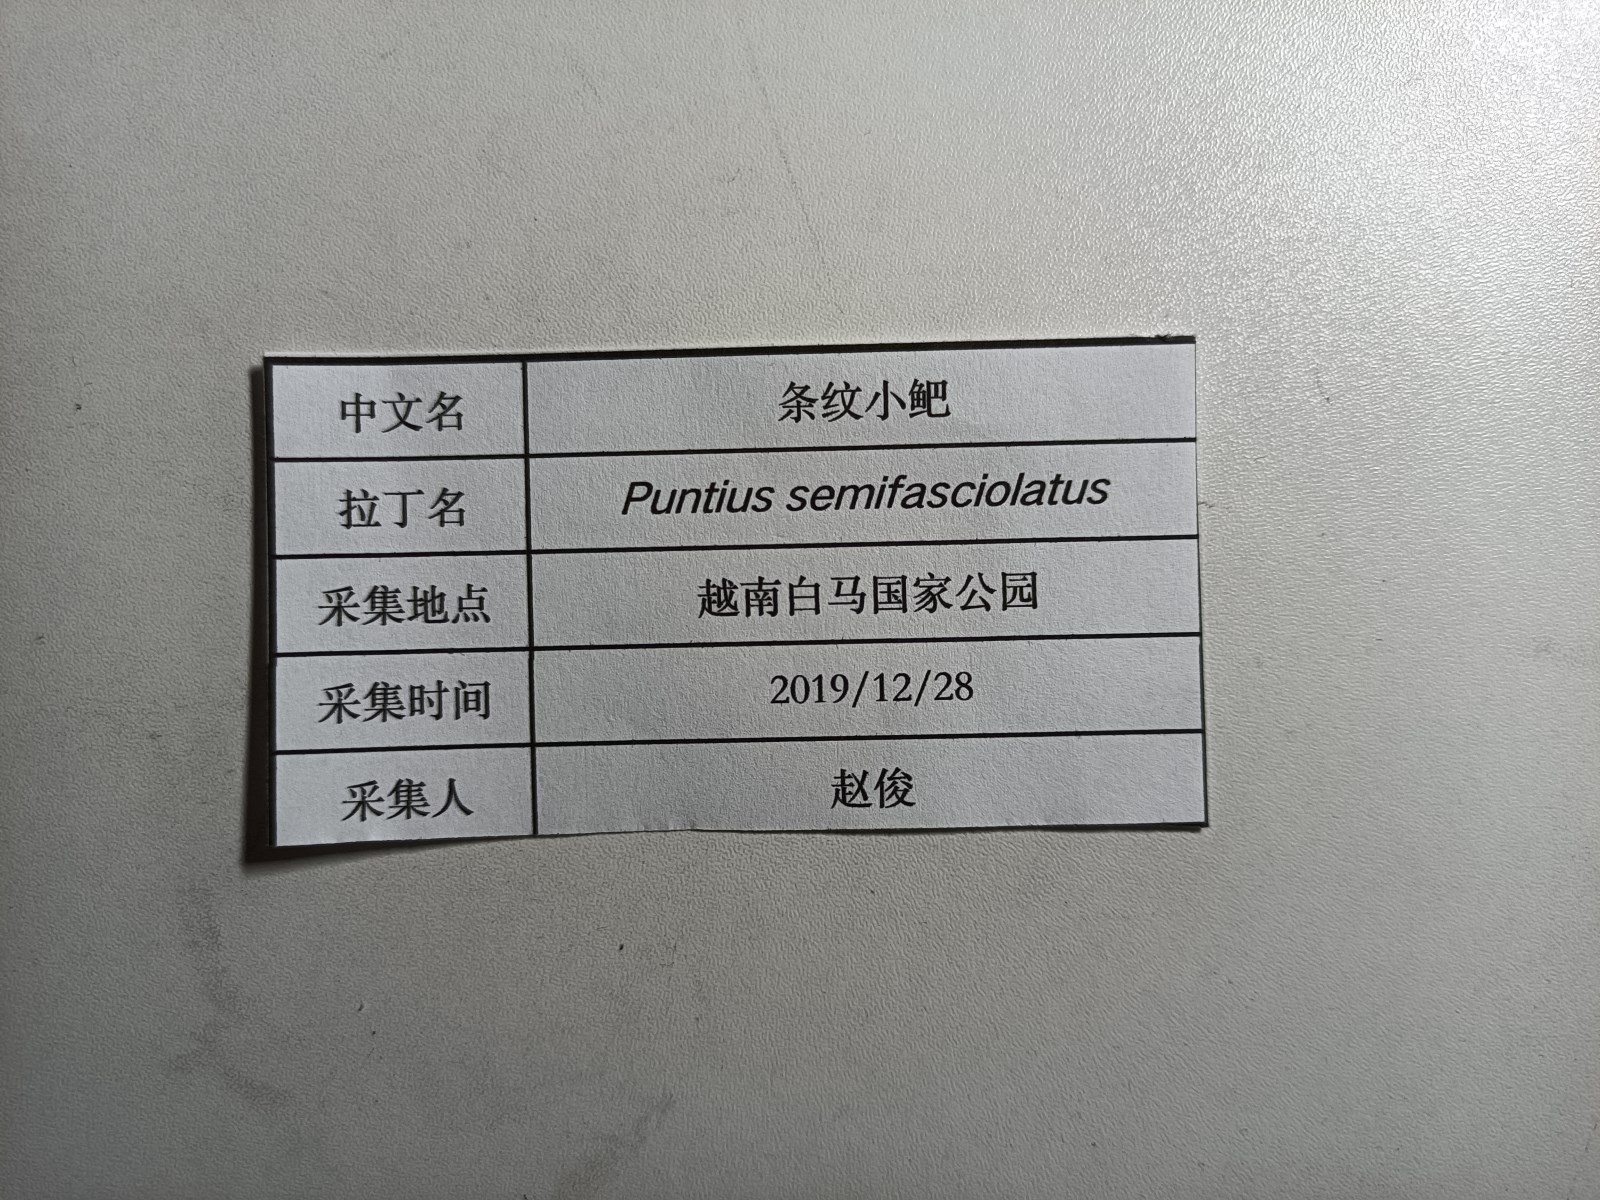 中文名 条纹小鲃
拉丁名 Puntius semifasciolatus
采集地点 越南白马国家公园
采集时间 2019/12/28
采集人 赵俊